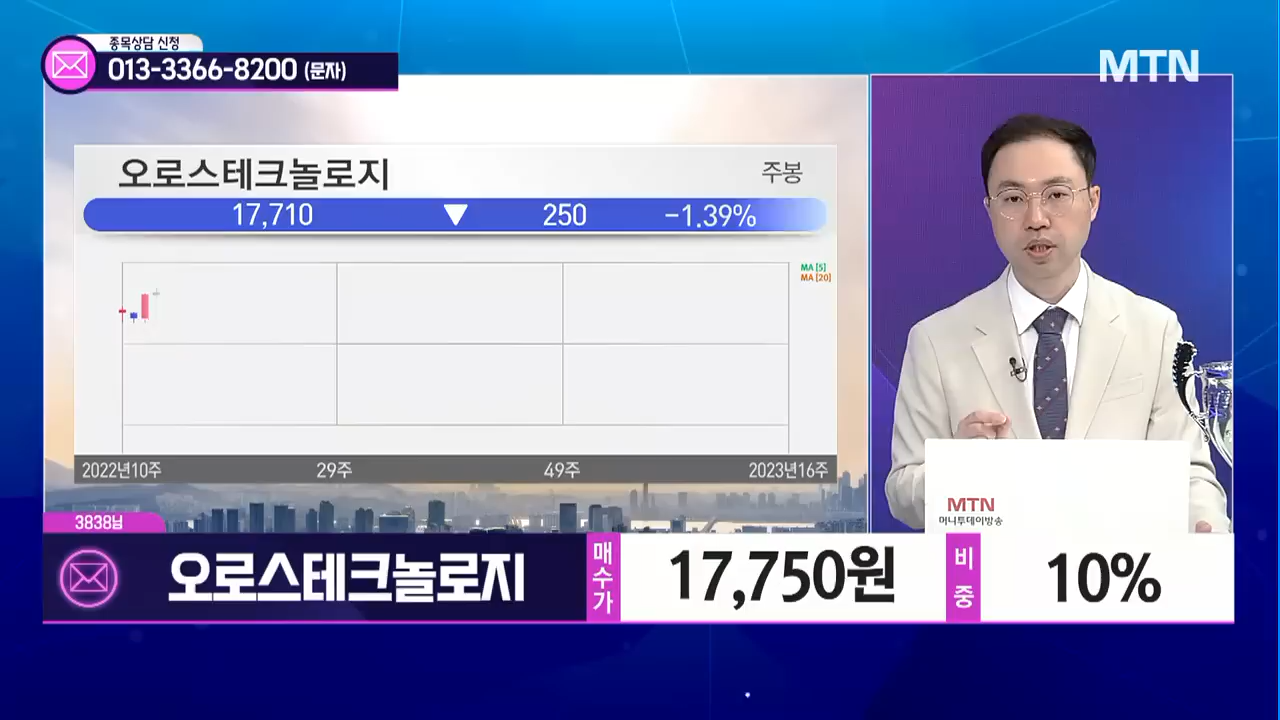 종목상담 신청
013-3366-8200 (문자)
MTN
오로스테크놀로지
주봉
17,710 ▼ 250 -1.39%
MA [5]
MA [20]
2022년10주 29주 49주 2023년16주
MTN
머니투데이방송
3838님
오로스테크놀로지
매수가
17,750원
비중
10%